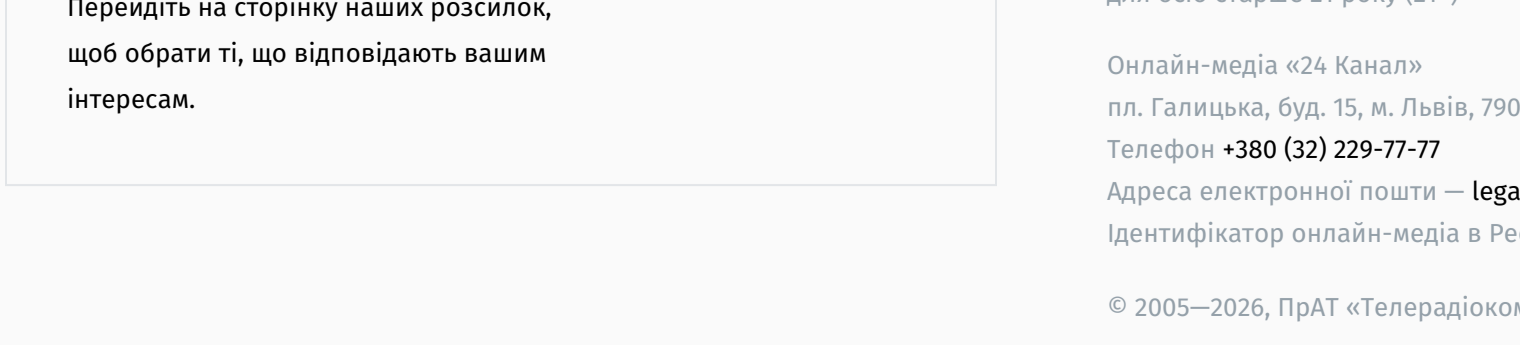 Перейдіть на сторінку наших розсилок,
щоб обрати ті, що відповідають вашим
інтересам.
Онлайн-медіа «24 Канал»
пл. Галицька, буд. 15, м. Львів, 790
Телефон +380 (32) 229-77-77
Адреса електронної пошти — lega
Ідентифікатор онлайн-медіа в Ре
© 2005—2026, ПрАТ «Телерадіоком